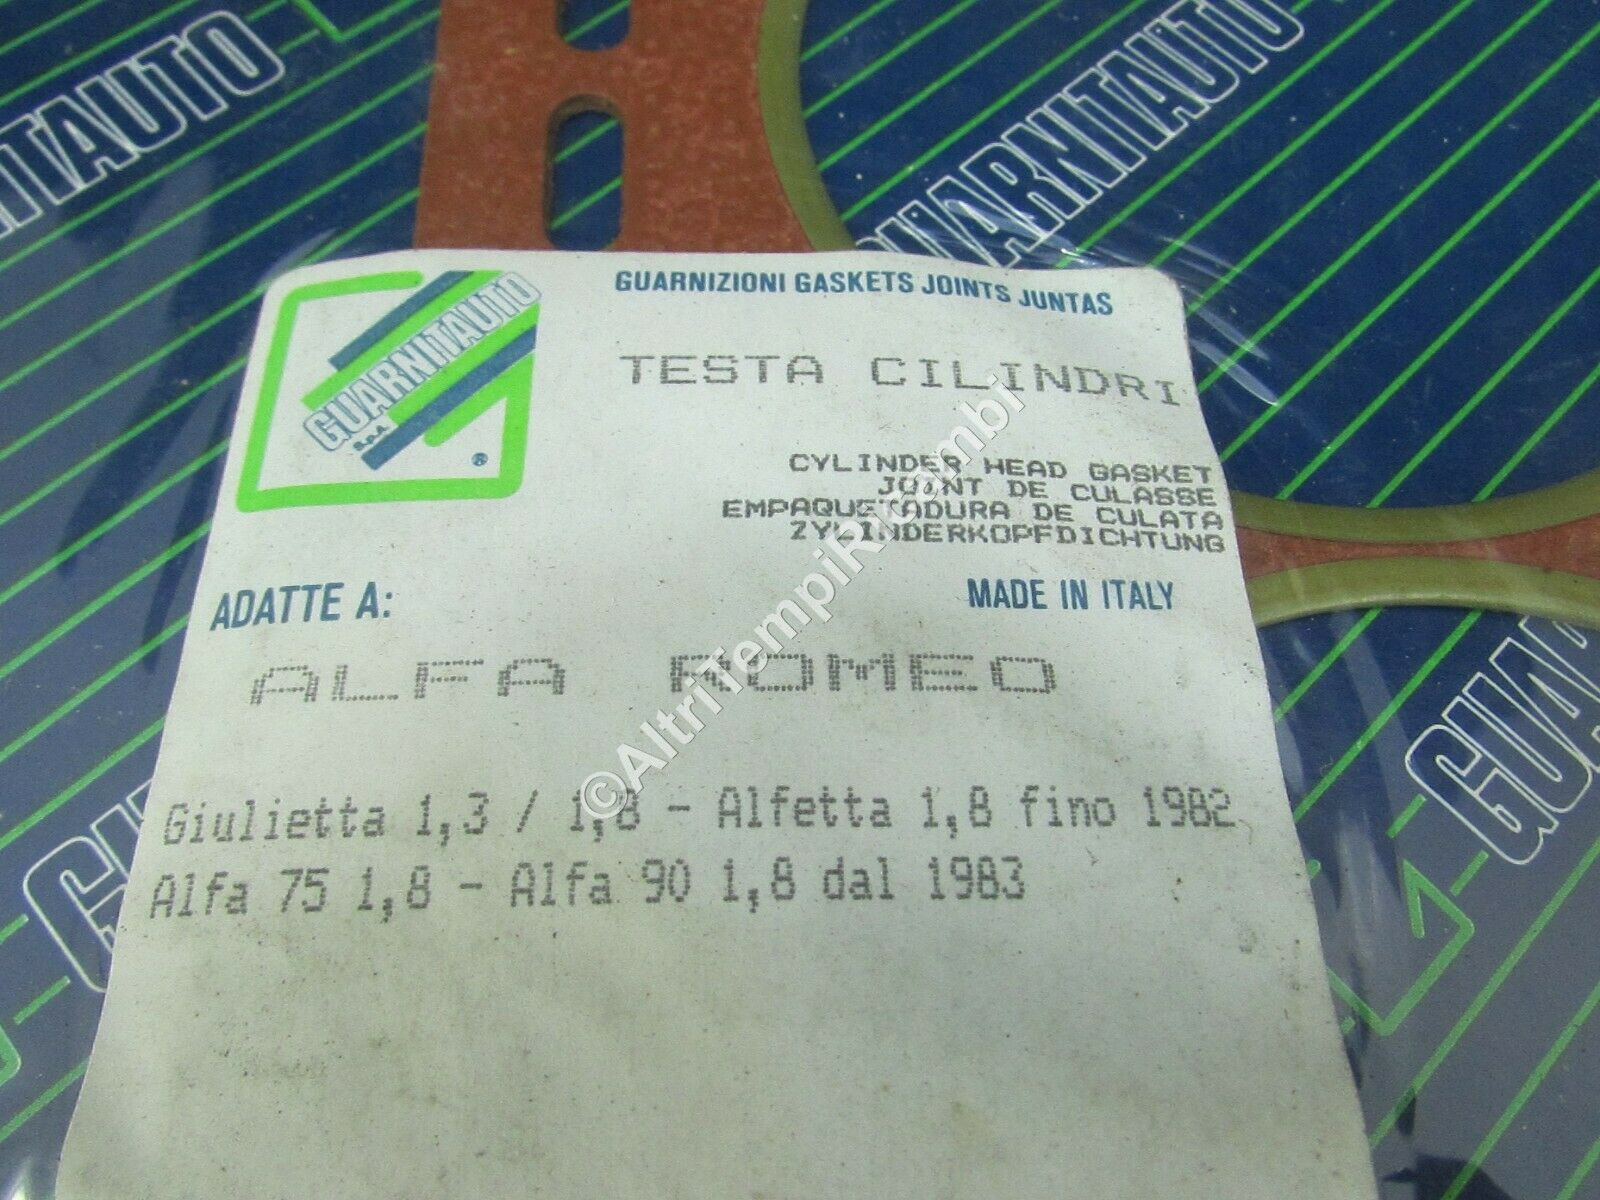 GUARNITAUTO
GUARNITAUTO
GUARNIZIONI GASKETS JOINTS JUNTAS
GUARNITAUTO
S.p.A.
®
TESTA CILINDRI
CYLINDER HEAD GASKET
JOINT DE CULASSE
EMPAQUETADURA DE CULATA
ZYLINDERKOPFDICHTUNG
ADATTE A:
MADE IN ITALY
ALFA ROMEO
©AltriTempiRicambi
Giulietta 1,3 / 1,8 - Alfetta 1,8 fino 1982
Alfa 75 1,8 - Alfa 90 1,8 dal 1983